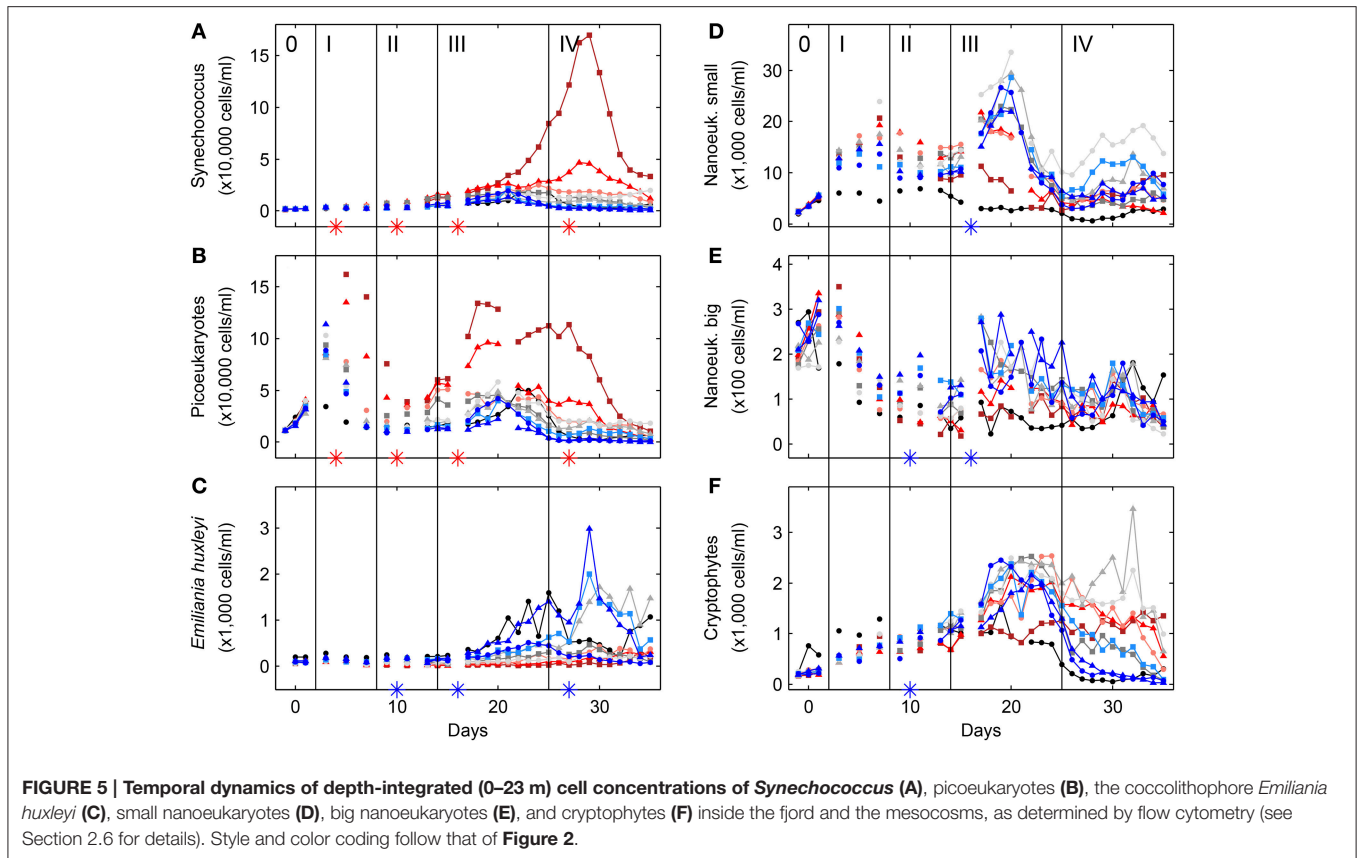 A
0
I
II
III
IV
15
10
5
0
Synechococcus
(x10,000 cells/ml)
B
15
10
5
0
Picoeukaryotes
(x10,000 cells/ml)
C
3
2
1
0
Emiliania huxleyi
(x1,000 cells/ml)
0
10
20
30
Days
D
0
I
II
III
IV
30
20
10
0
Nanoeuk. small
(x1,000 cells/ml)
E
4
3
2
1
0
Nanoeuk. big
(x100 cells/ml)
F
3
2
1
0
Cryptophytes
(x1,000 cells/ml)
0
10
20
30
Days
FIGURE 5 | Temporal dynamics of depth-integrated (0–23 m) cell concentrations of Synechococcus (A), picoeukaryotes (B), the coccolithophore Emiliania
huxleyi (C), small nanoeukaryotes (D), big nanoeukaryotes (E), and cryptophytes (F) inside the fjord and the mesocosms, as determined by flow cytometry (see
Section 2.6 for details). Style and color coding follow that of Figure 2.